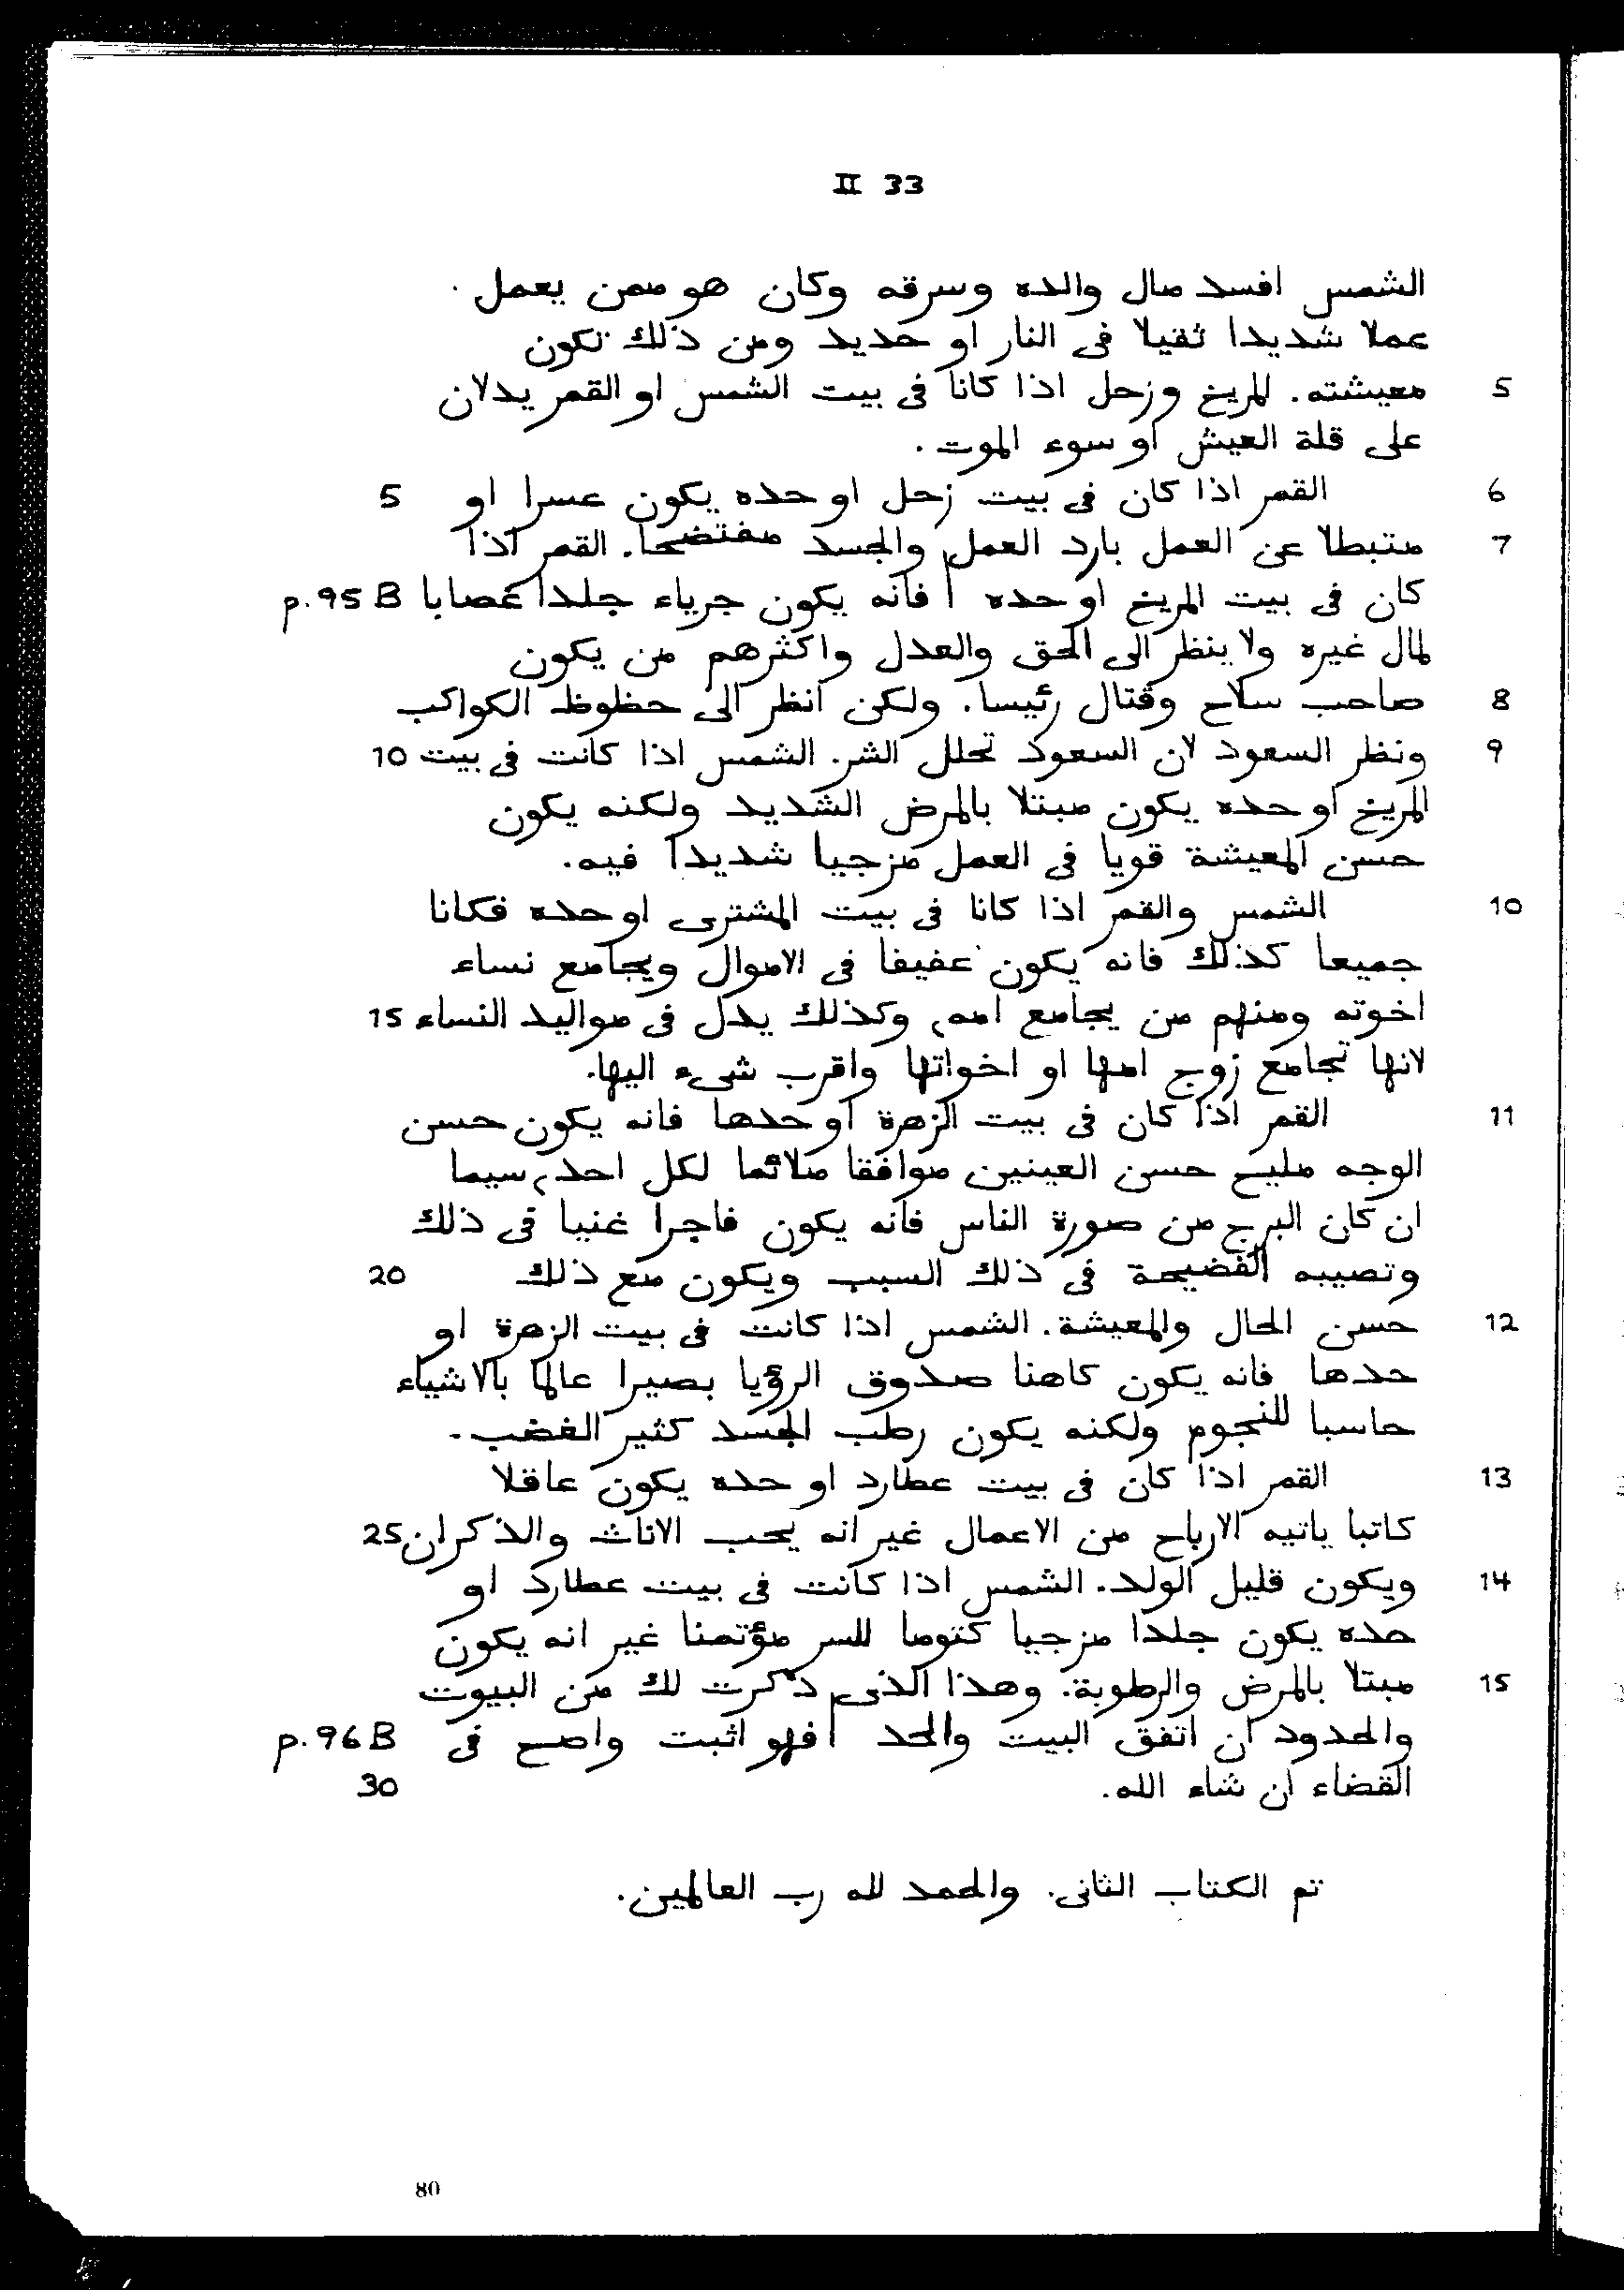 II 33
الشمس افسد مال والده وسرقه وكان هو ممن يعمل .
عملا شديدا ثقيلا فى النار او حديد ومن ذلك تكون
5 معيشته. المريخ وزحل اذا كانا فى بيت الشمس او القمر يدلان
على قلة العيش او سوء الموت .
6 القمر اذا كان فى بيت زحل او حده يكون عسرا او 5
7 متبطلا عن العمل بارد العمل والجسد مفتضحا. القمر اذا
كان فى بيت المريخ او حده | فانه يكون جرياء جلدا غصابا p.95 B
لمال غيره ولا ينظر الى الحق والعدل واكثرهم من يكون
8 صاحب سلاح وقتال رئيسا. ولكن انظر الى حظوظ الكواكب
9 ونظر السعود لان السعود تحلل الشر. الشمس اذا كانت فى بيت 10
المريخ او حده يكون مبتلا بالمرض الشديد ولكنه يكون
حسن المعيشة قويا فى العمل مزجيا شديدا فيه.
10 الشمس والقمر اذا كانا فى بيت المشترى او حده فكانا
جميعا كذلك فانه يكون عفيفا فى الاموال ويجامع نساء
اخوته ومنهم من يجامع امه، وكذلك يدل فى مواليد النساء 15
لانها تجامع زوج امها او اخواتها واقرب شىء اليها.
11 القمر اذا كان فى بيت الزهرة او حدها فانه يكون حسن
الوجه مليح حسن العينين موافقا ملائما لكل احد، سيما
ان كان البرج من صورة الناس فانه يكون فاجرا غنيا فى ذلك
وتصيبه الفضيحة فى ذلك السبب ويكون مع ذلك 20
12 حسن الحال والمعيشة. الشمس اذا كانت فى بيت الزهرة او
حدها فانه يكون كاهنا صدوق الرؤيا بصيرا عالما بالاشياء
حاسبا للنجوم ولكنه يكون رطب الجسد كثير الغضب.
13 القمر اذا كان فى بيت عطارد او حده يكون عاقلا
كاتبا ياتيه الارباح من الاعمال غير انه يحب الاناث والذكران 25
14 ويكون قليل الولد. الشمس اذا كانت فى بيت عطارد او
حده يكون جلدا مزجيا كتوما للسر مؤتمنا غير انه يكون
15 مبتلا بالمرض والرطوبة. وهذا الذى ذكرت لك من البيوت
والحدود ان اتفق البيت والحد | فهو اثبت واصح فى p.96 B
القضاء ان شاء الله. 30
تم الكتاب الثانى. والحمد لله رب العالمين.
80